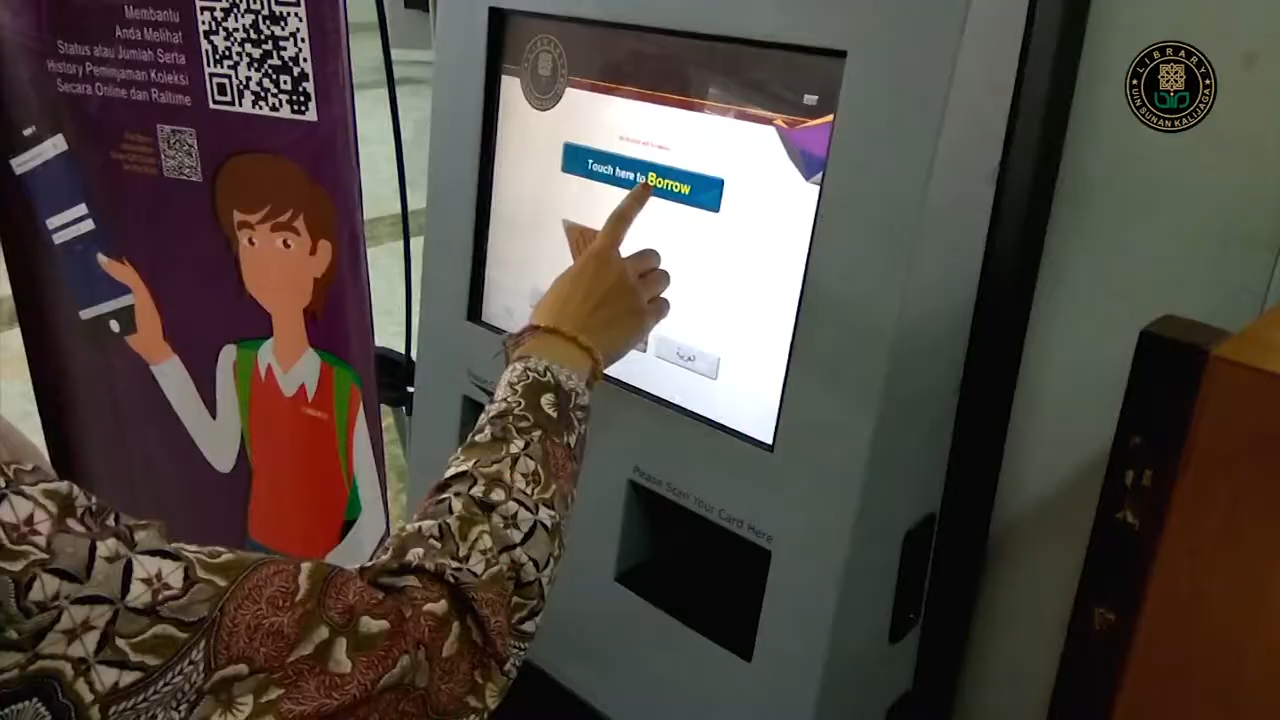 Membantu
Anda Melihat
Status atau Jumlah Serta
History Peminjaman Koleksi
Secara Online dan Raltime
Touch here to Borrow
Please Scan Your Card Here
LIBRARY
UIN SUNAN KALIJAGA